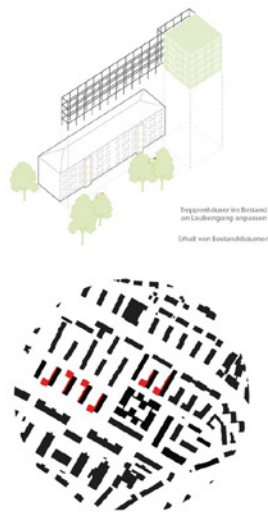 Treppenhäuser im Bestand
an Laubengang anpassen
Erhalt von Bestandsbäumen